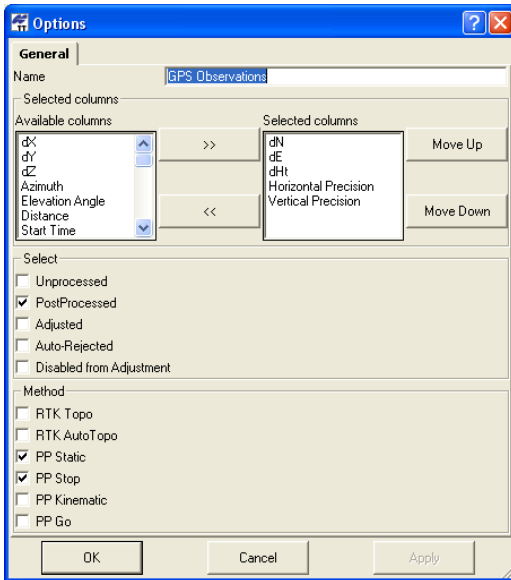 Options
General
Name GPS Observations
Selected columns
Available columns
Selected columns
dX
dY
dZ
Azimuth
Elevation Angle
Distance
Start Time
>>
<<
dN
dE
dHt
Horizontal Precision
Vertical Precision
Move Up
Move Down
Select
Unprocessed
PostProcessed
Adjusted
Auto-Rejected
Disabled from Adjustment
Method
RTK Topo
RTK AutoTopo
PP Static
PP Stop
PP Kinematic
PP Go
OK Cancel Apply